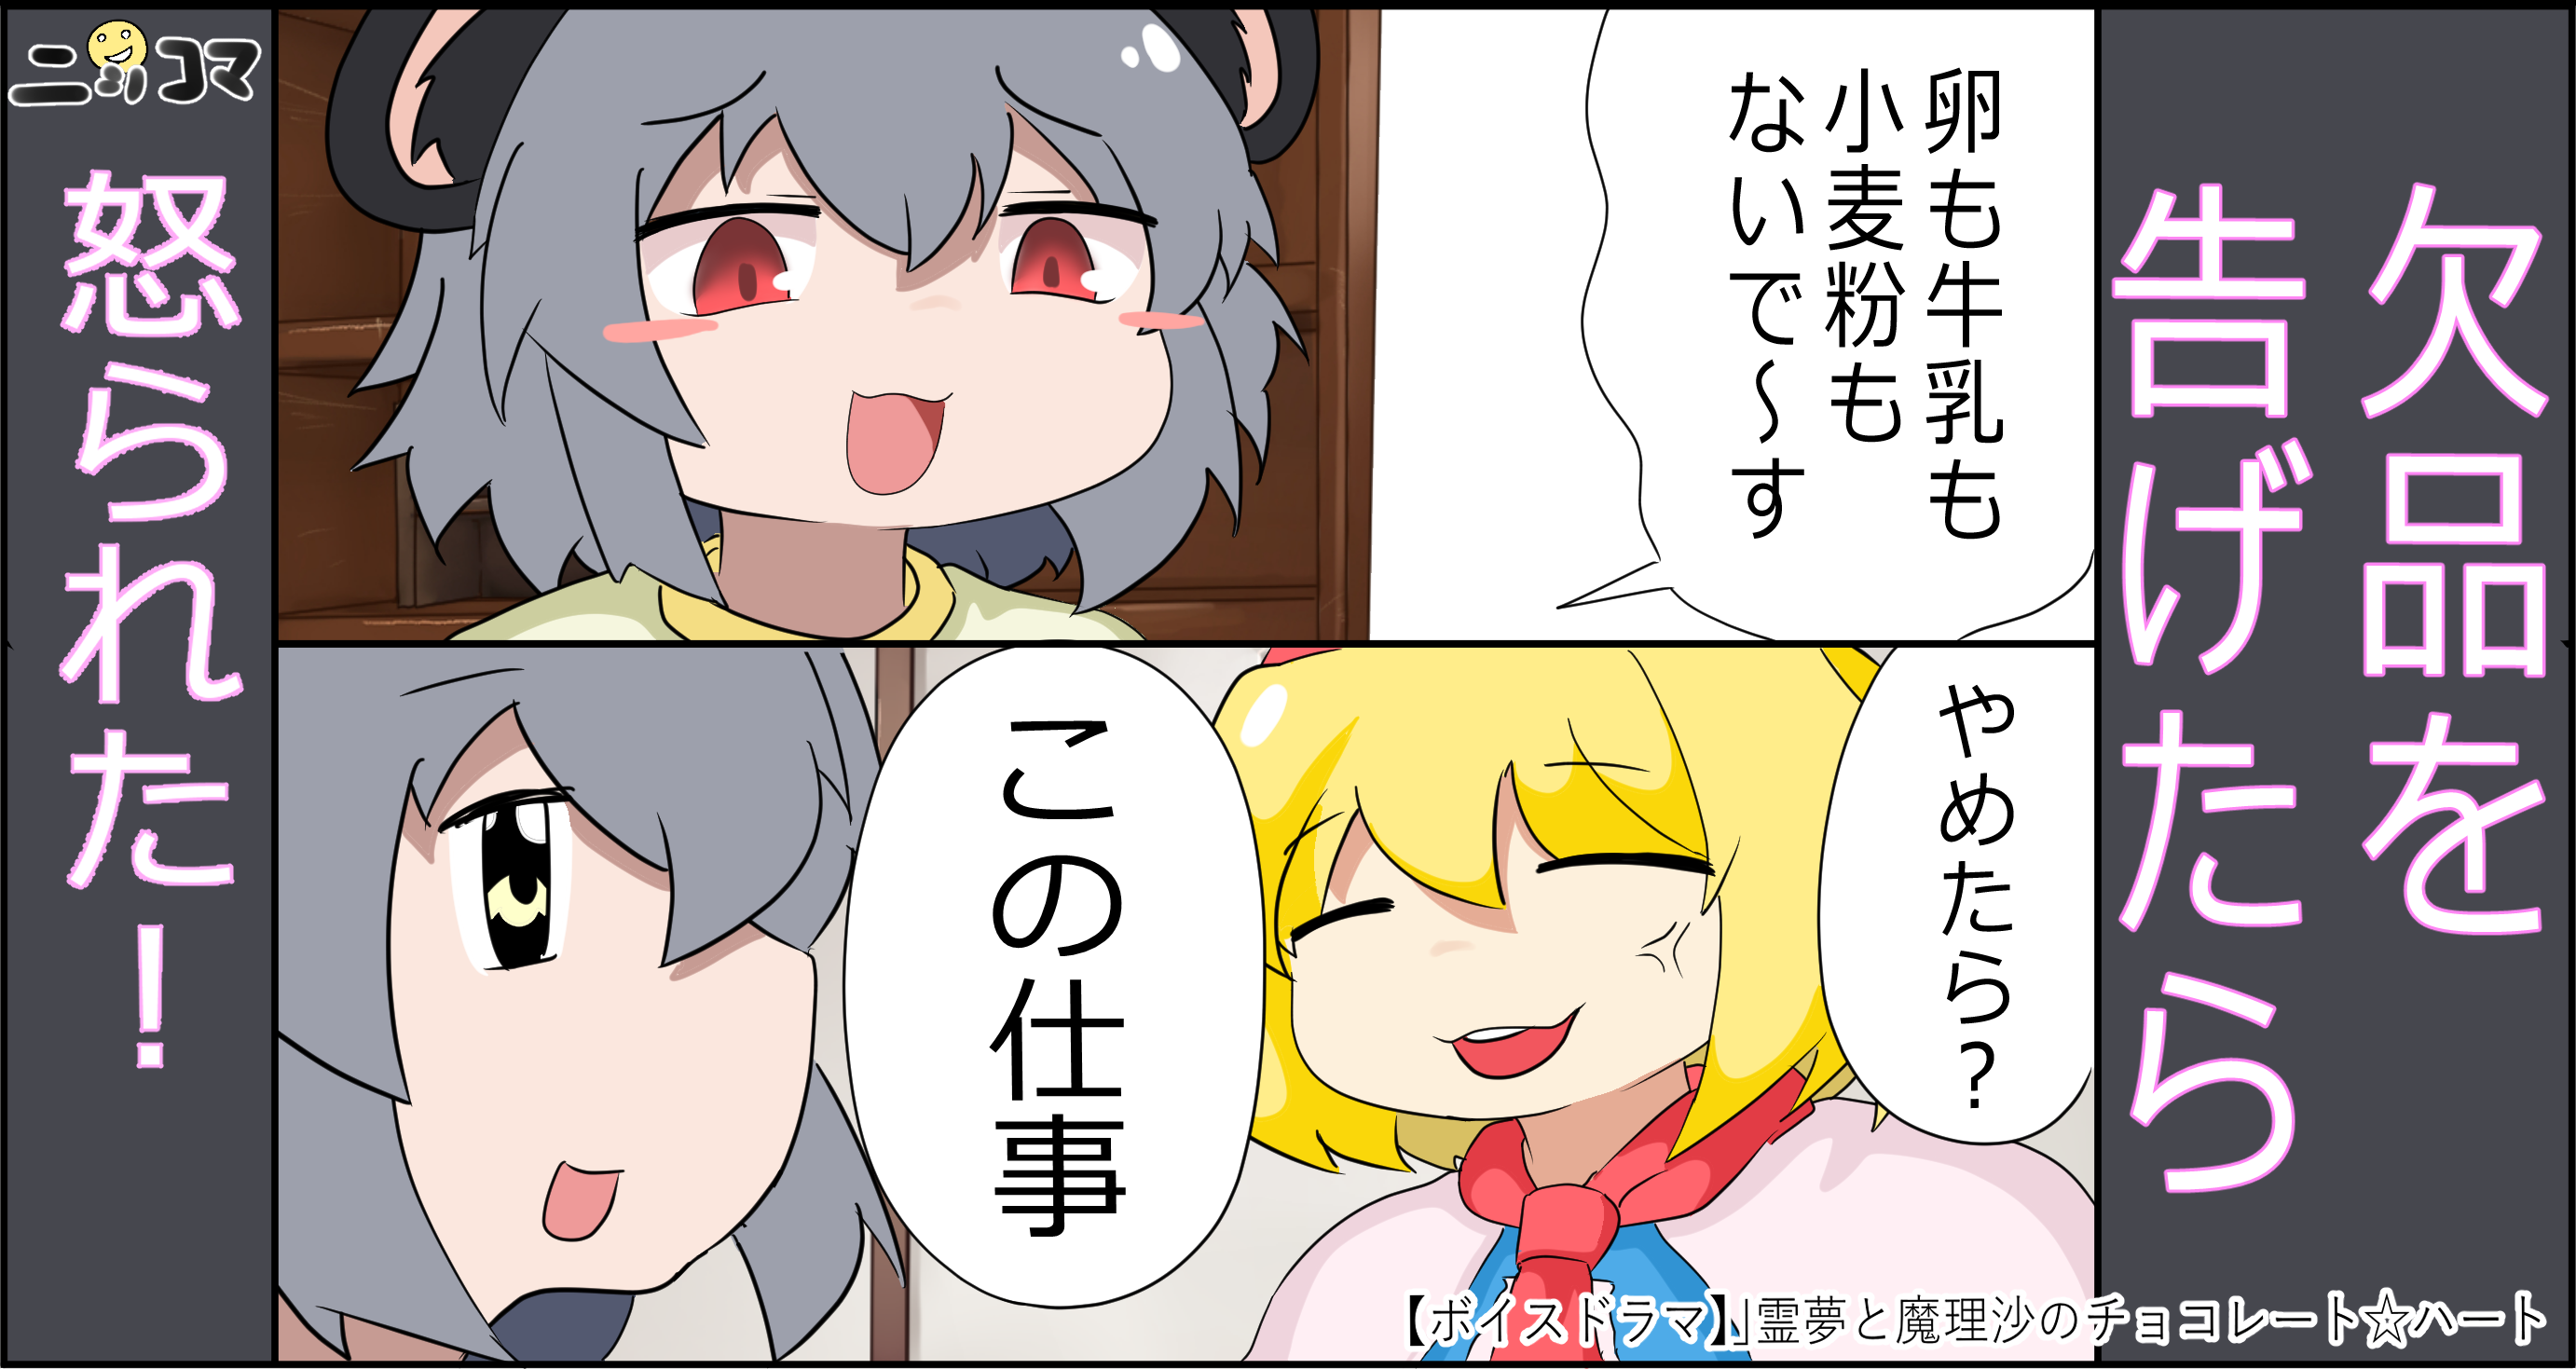 欠品を
告げたら
卵も牛乳も
小麦粉も
ないで～す
やめたら？
この仕事
ニジコマ
怒られた！
【ボイスドラマ】｣霊夢と魔理沙のチョコレート☆ハート